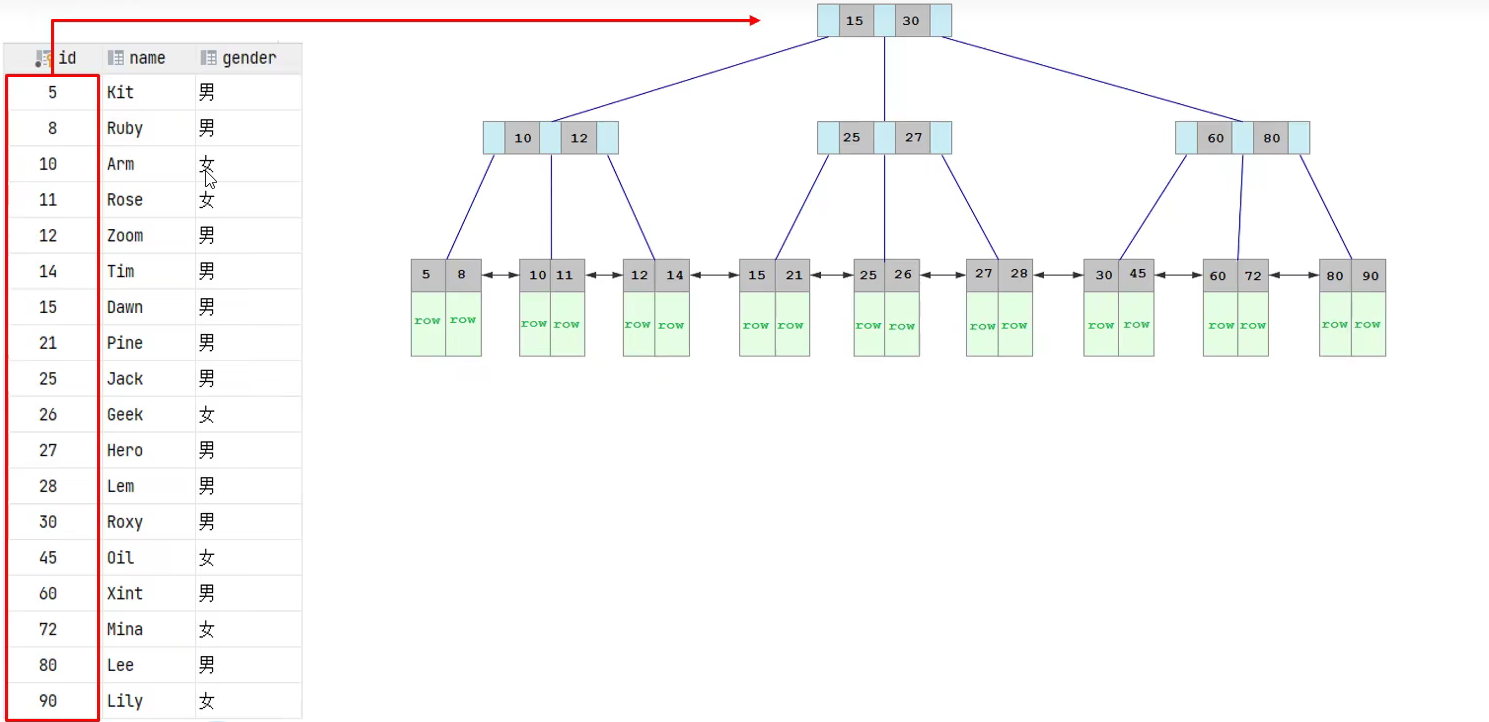 15 30
id name gender
5 Kit 男
8 Ruby 男
10 Arm 女
11 Rose 女
12 Zoom 男
14 Tim 男
15 Dawn 男
21 Pine 男
25 Jack 男
26 Geek 女
27 Hero 男
28 Lem 男
30 Roxy 男
45 Oil 女
60 Xint 男
72 Mina 女
80 Lee 男
90 Lily 女
10 12
25 27
60 80
5 8 10 11 12 14 15 21 25 26 27 28 30 45 60 72 80 90
row row row row row row row row row row row row row row row row row row